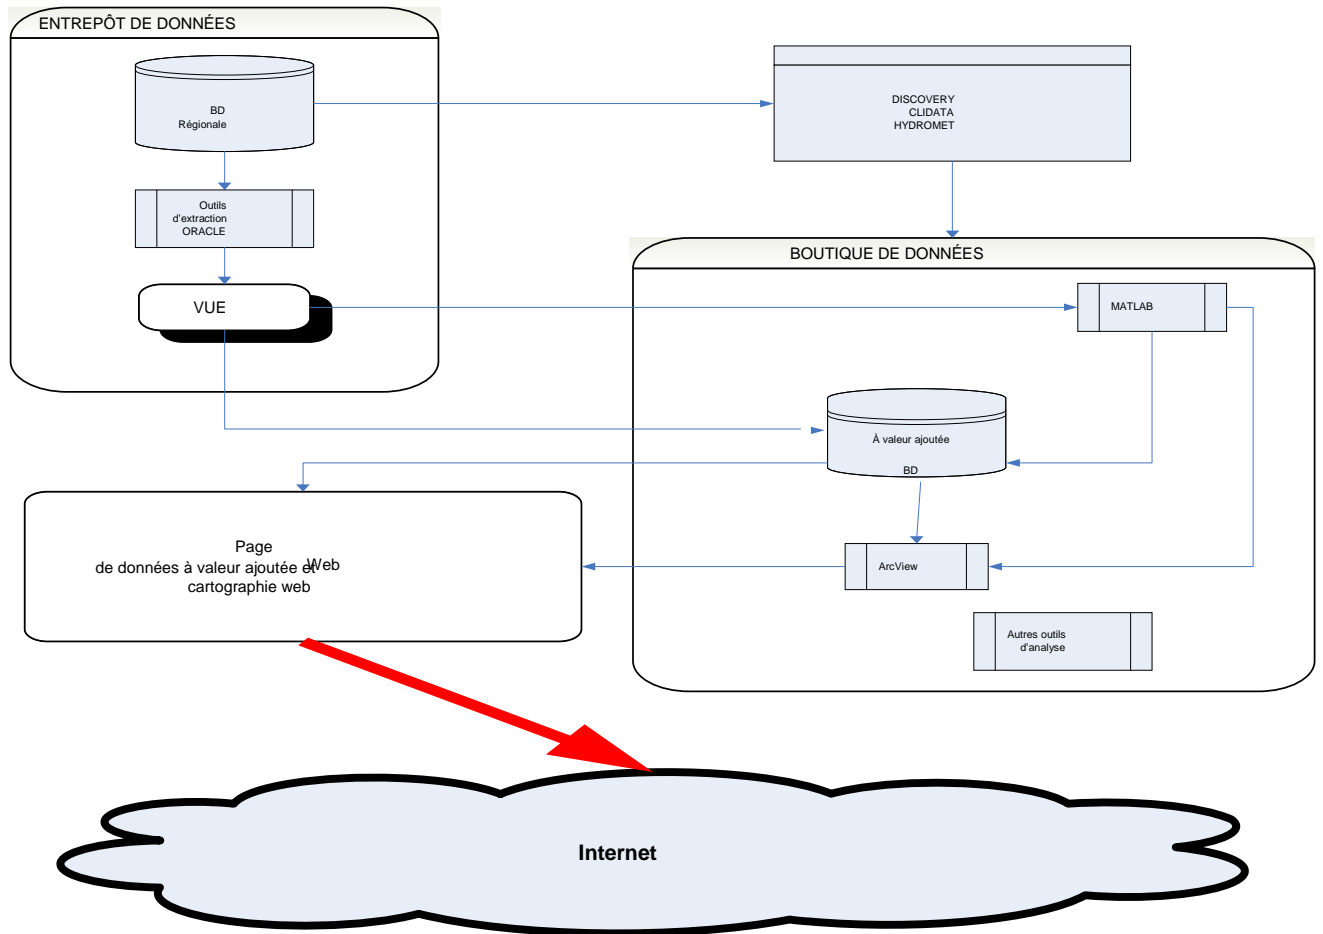 ENTREPÔT DE DONNÉES
BD
Régionale
DISCOVERY
CLIDATA
HYDROMET
Outils
d'extraction
ORACLE
BOUTIQUE DE DONNÉES
VUE
MATLAB
À valeur ajoutée
BD
Page
Web
de données à valeur ajoutée et
cartographie web
ArcView
Autres outils
d'analyse
Internet